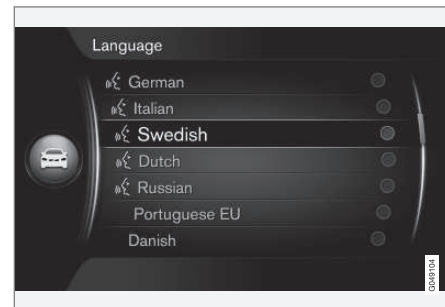 Language
German
Italian
Swedish
Dutch
Russian
Portuguese EU
Danish
G049104